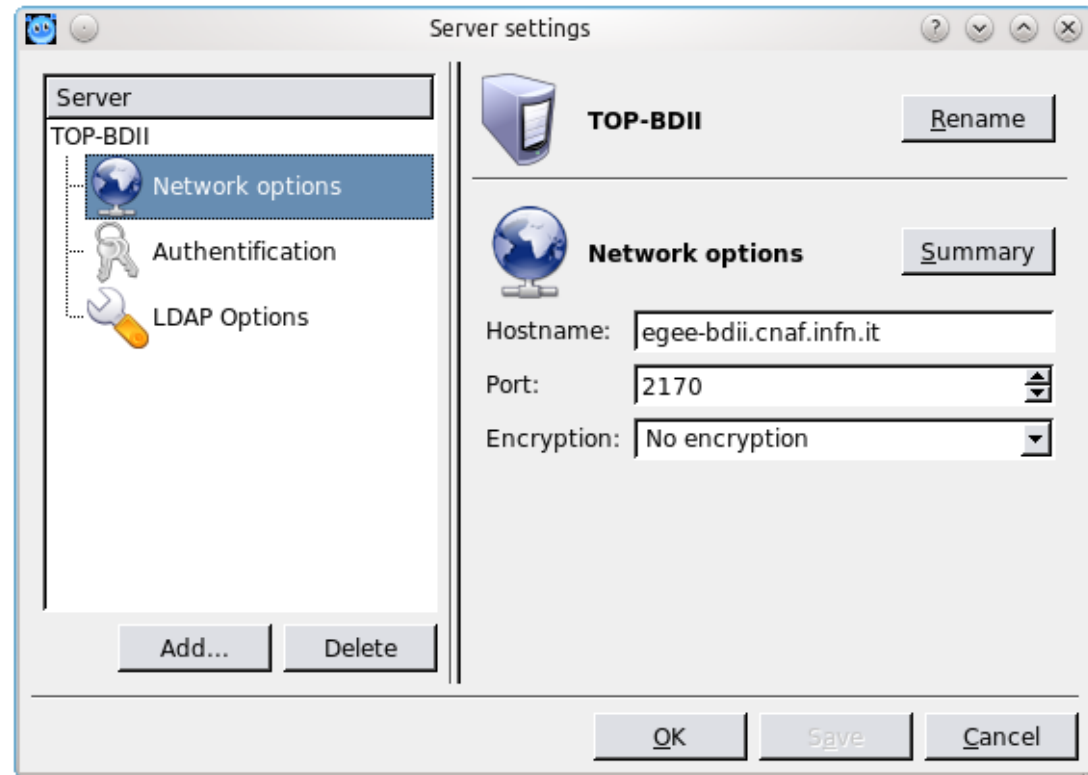 Server settings
Server
TOP-BDII
Network options
Authentification
LDAP Options
Add...
Delete
TOP-BDII
Rename
Network options
Summary
Hostname: egee-bdii.cnaf.infn.it
Port: 2170
Encryption: No encryption
OK
Save
Cancel